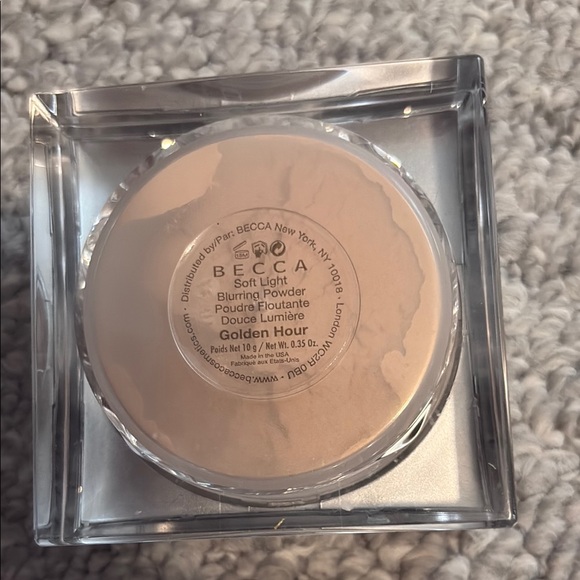 Distributed by/Par: BECCA New York, NY 10018 • London WC2R 0BU - www.beccacosmetics.com •
BECCA
Soft Light
Blurring Powder
Poudre Floutante
Douce Lumière
Golden Hour
Poids Net 10 g / Net Wt. 0.35 Oz.
Made in the USA
Fabriqué aux États-Unis